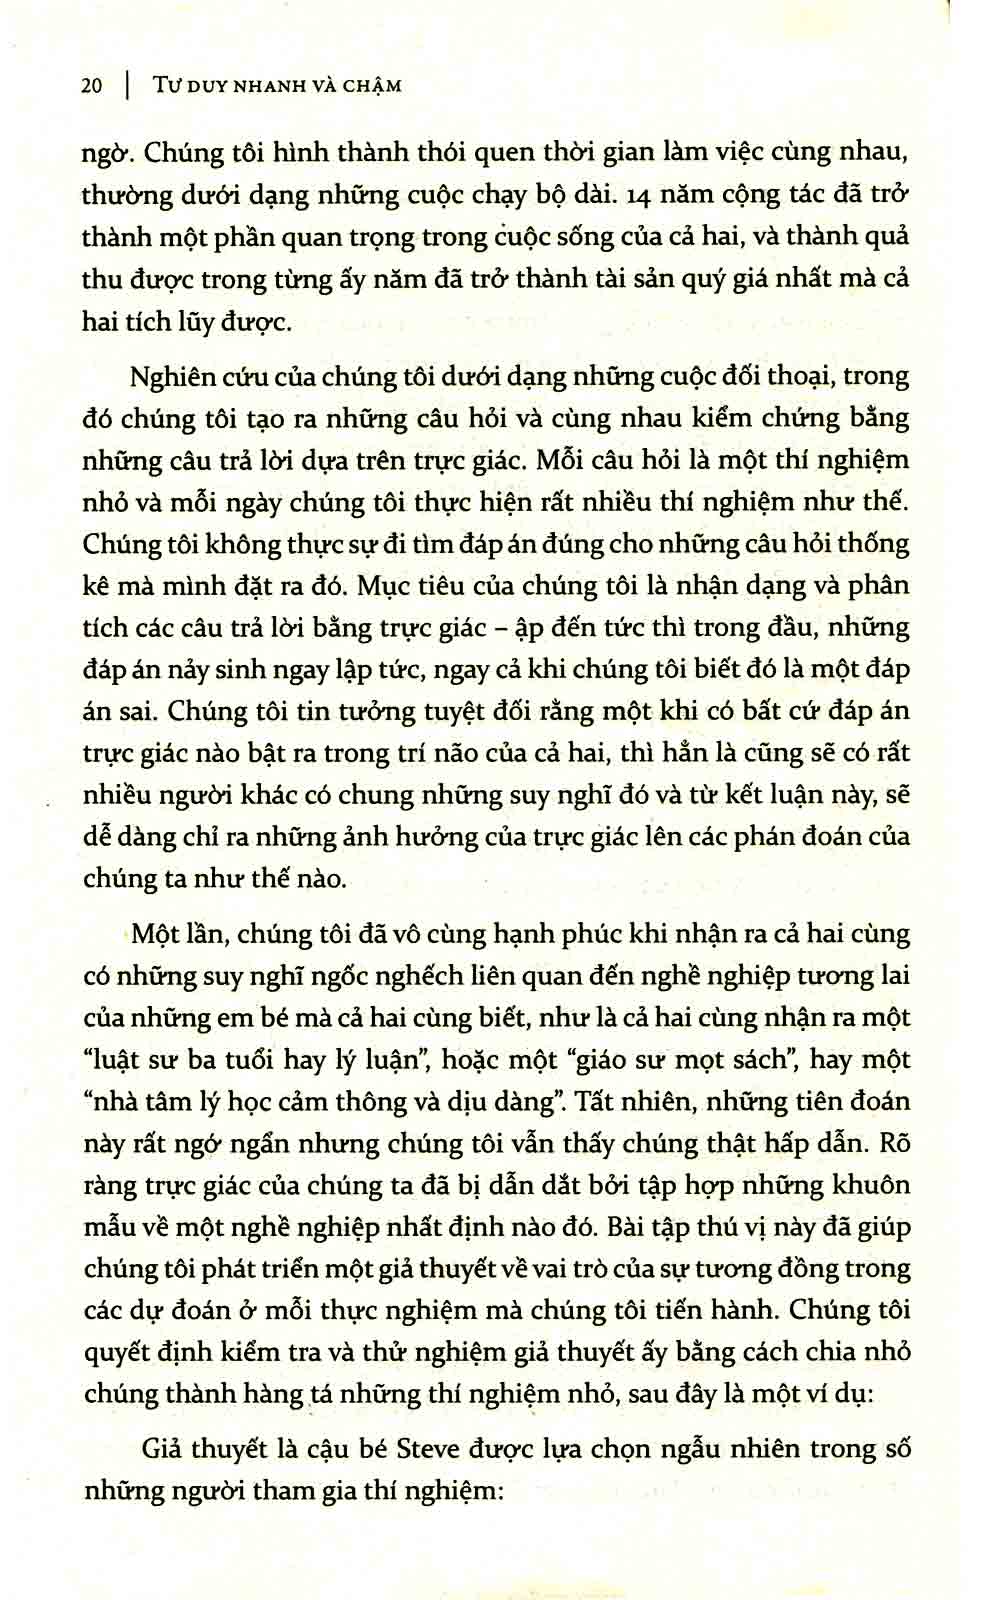 20 | TƯ DUY NHANH VÀ CHẬM
ngờ. Chúng tôi hình thành thói quen thời gian làm việc cùng nhau,
thường dưới dạng những cuộc chạy bộ dài. 14 năm cộng tác đã trở
thành một phần quan trọng trong cuộc sống của cả hai, và thành quả
thu được trong từng ấy năm đã trở thành tài sản quý giá nhất mà cả
hai tích lũy được.
Nghiên cứu của chúng tôi dưới dạng những cuộc đối thoại, trong
đó chúng tôi tạo ra những câu hỏi và cùng nhau kiểm chứng bằng
những câu trả lời dựa trên trực giác. Mỗi câu hỏi là một thí nghiệm
nhỏ và mỗi ngày chúng tôi thực hiện rất nhiều thí nghiệm như thế.
Chúng tôi không thực sự đi tìm đáp án đúng cho những câu hỏi thống
kê mà mình đặt ra đó. Mục tiêu của chúng tôi là nhận dạng và phân
tích các câu trả lời bằng trực giác – ập đến tức thì trong đầu, những
đáp án nảy sinh ngay lập tức, ngay cả khi chúng tôi biết đó là một đáp
án sai. Chúng tôi tin tưởng tuyệt đối rằng một khi có bất cứ đáp án
trực giác nào bật ra trong trí não của cả hai, thì hẳn là cũng sẽ có rất
nhiều người khác có chung những suy nghĩ đó và từ kết luận này, sẽ
dễ dàng chỉ ra những ảnh hưởng của trực giác lên các phán đoán của
chúng ta như thế nào.
Một lần, chúng tôi đã vô cùng hạnh phúc khi nhận ra cả hai cùng
có những suy nghĩ ngốc nghếch liên quan đến nghề nghiệp tương lai
của những em bé mà cả hai cùng biết, như là cả hai cùng nhận ra một
“luật sư ba tuổi hay lý luận”, hoặc một “giáo sư mọt sách”, hay một
“nhà tâm lý học cảm thông và dịu dàng”. Tất nhiên, những tiên đoán
này rất ngớ ngẩn nhưng chúng tôi vẫn thấy chúng thật hấp dẫn. Rõ
ràng trực giác của chúng ta đã bị dẫn dắt bởi tập hợp những khuôn
mẫu về một nghề nghiệp nhất định nào đó. Bài tập thú vị này đã giúp
chúng tôi phát triển một giả thuyết về vai trò của sự tương đồng trong
các dự đoán ở mỗi thực nghiệm mà chúng tôi tiến hành. Chúng tôi
quyết định kiểm tra và thử nghiệm giả thuyết ấy bằng cách chia nhỏ
chúng thành hàng tá những thí nghiệm nhỏ, sau đây là một ví dụ:
Giả thuyết là cậu bé Steve được lựa chọn ngẫu nhiên trong số
những người tham gia thí nghiệm: